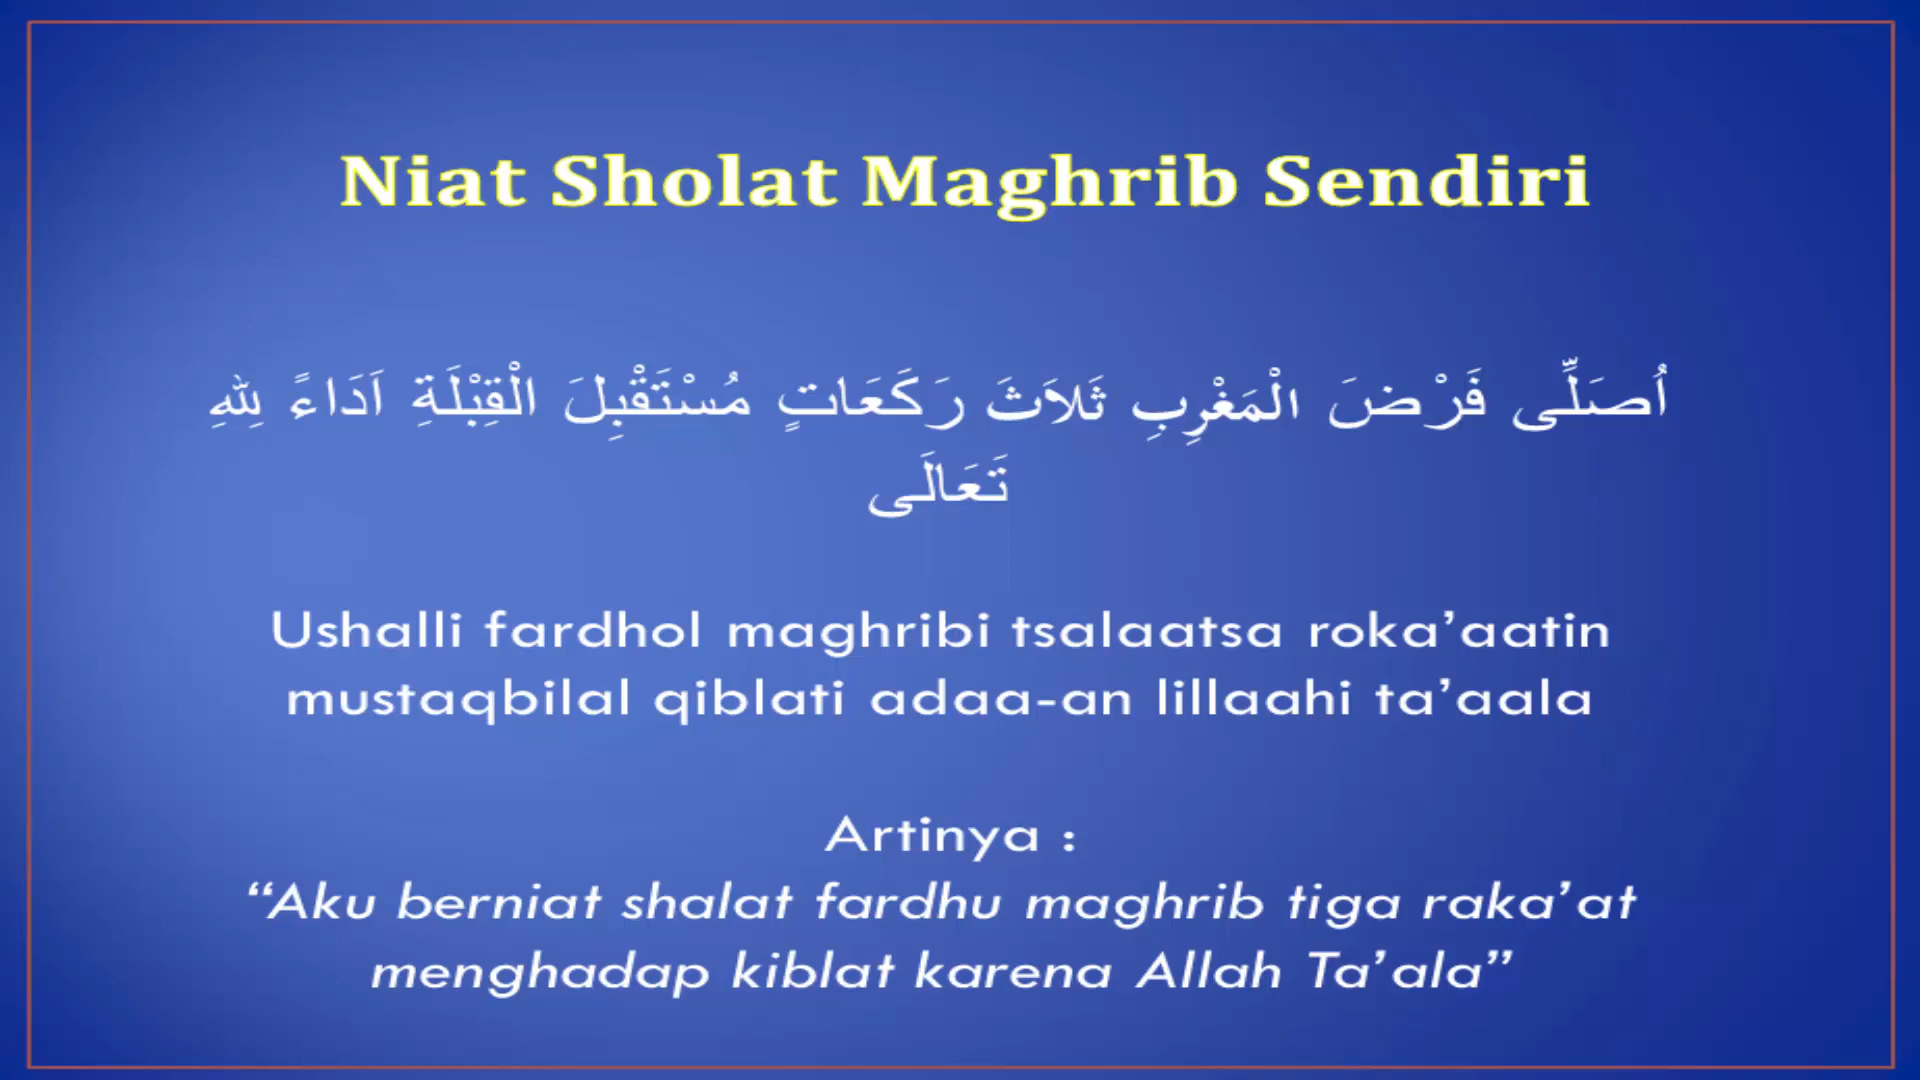 Niat Sholat Maghrib Sendiri
اُصَلِّى فَرْضَ الْمَغْرِبِ ثَلاَثَ رَكَعَاتٍ مُسْتَقْبِلَ الْقِبْلَةِ اَدَاءً لِلّٰهِ
تَعَالَى
Ushalli fardhol maghribi tsalaatsa roka’aatin
mustaqbilal qiblati adaa-an lillaahi ta’aala
Artinya :
“Aku berniat shalat fardhu maghrib tiga raka’at
menghadap kiblat karena Allah Ta’ala”